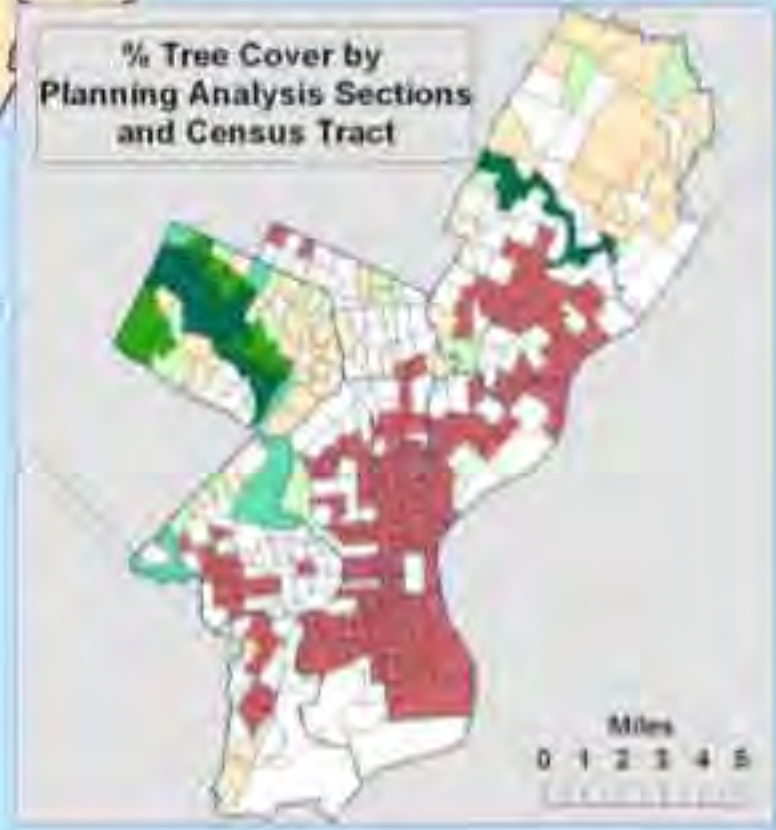 % Tree Cover by
Planning Analysis Sections
and Census Tract
Miles
0 1 2 3 4 5